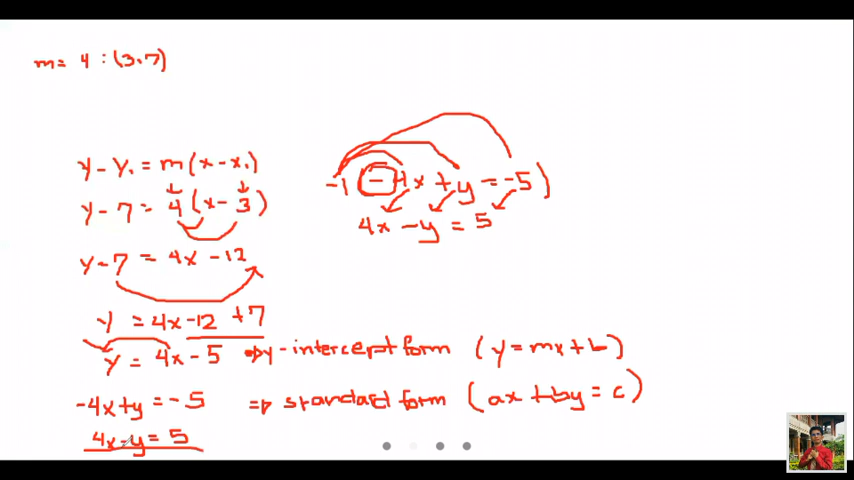 m= 4 : (3,7)
y - y₁ = m(x - x₁)
y - 7 = 4(x - 3)
y - 7 = 4x - 12
y = 4x - 12 + 7
y = 4x - 5 ⇒ y-intercept form (y = mx + b)
-4x + y = -5 ⇒ standard form (ax + by = c)
4x - y = 5
-1(-4x + y = -5)
4x - y = 5